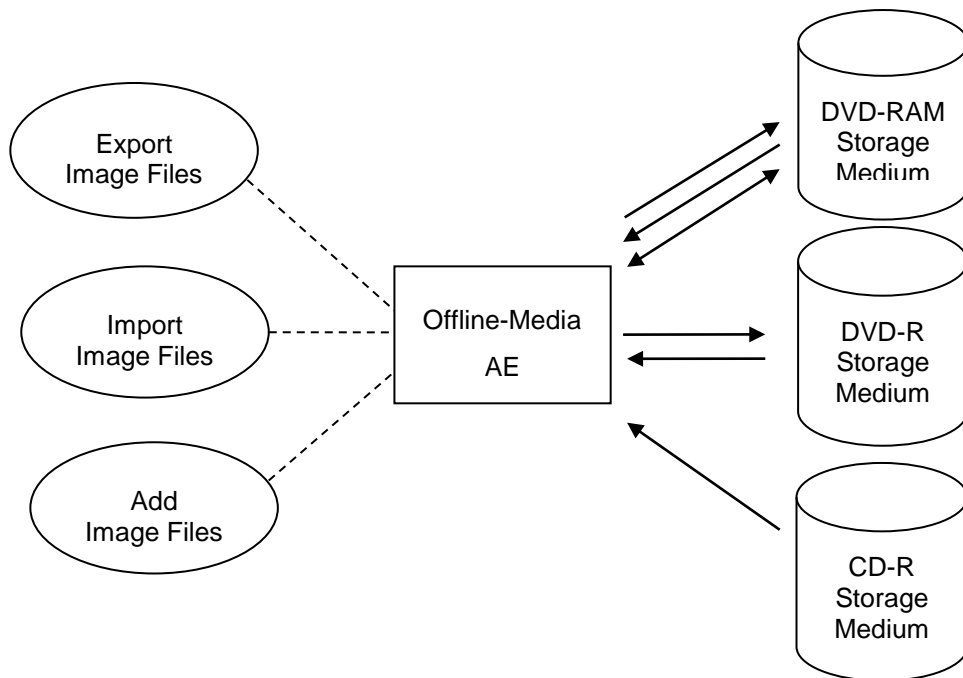 Export
Image Files
Import
Image Files
Add
Image Files
Offline-Media
AE
DVD-RAM
Storage
Medium
DVD-R
Storage
Medium
CD-R
Storage
Medium